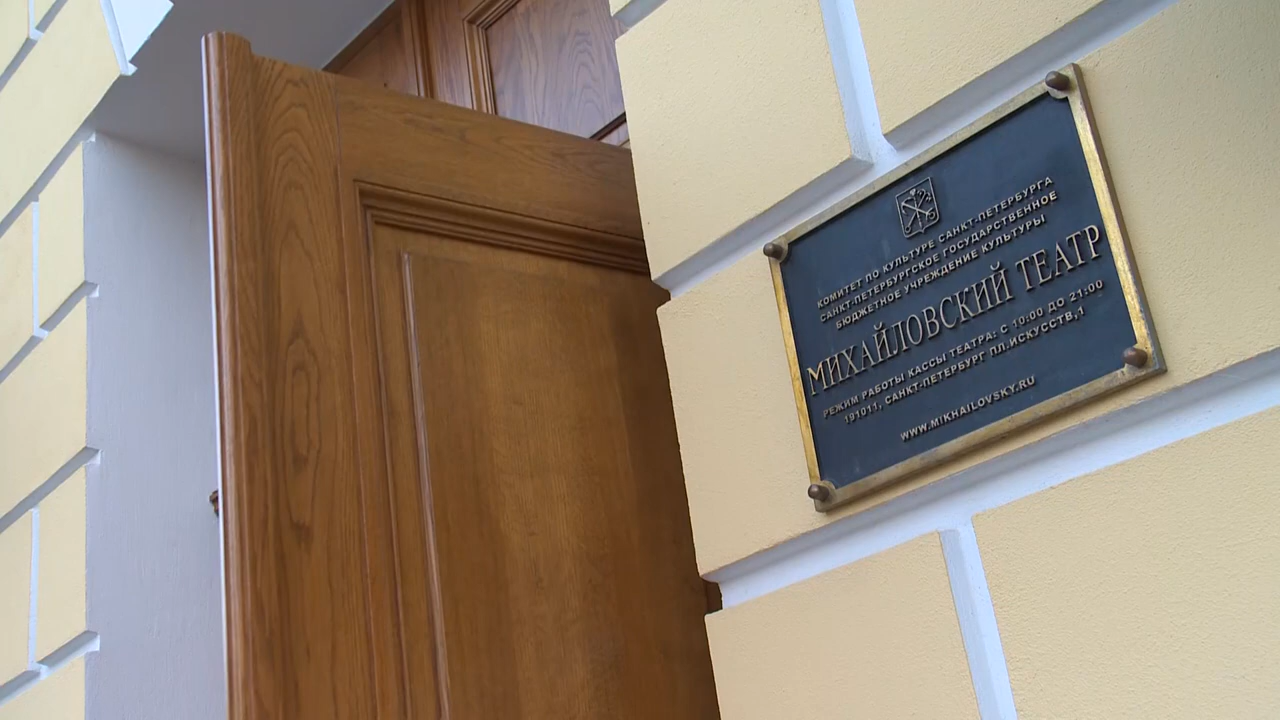 КОМИТЕТ ПО КУЛЬТУРЕ САНКТ-ПЕТЕРБУРГА
САНКТ-ПЕТЕРБУРГСКОЕ ГОСУДАРСТВЕННОЕ
БЮДЖЕТНОЕ УЧРЕЖДЕНИЕ КУЛЬТУРЫ
МИХАЙЛОВСКИЙ ТЕАТР
РЕЖИМ РАБОТЫ КАССЫ ТЕАТРА: С 10:00 ДО 21:00
191011, САНКТ-ПЕТЕРБУРГ ПЛ.ИСКУССТВ,1
WWW.MIKHAILOVSKY.RU